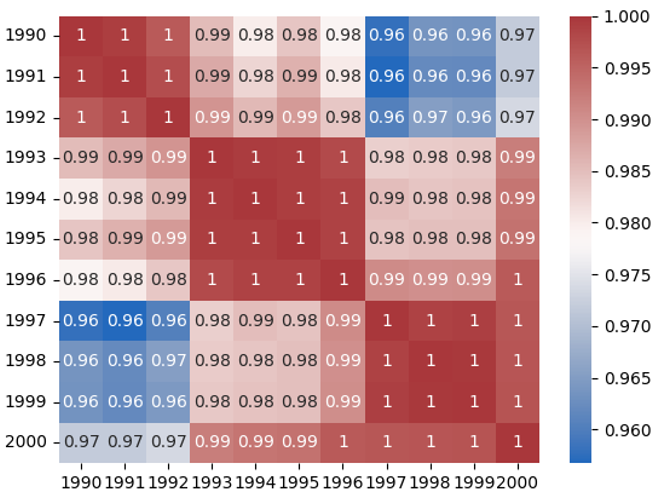 1990 1 1 1 0.99 0.98 0.98 0.98 0.96 0.96 0.96 0.97
1991 1 1 1 0.99 0.98 0.99 0.98 0.96 0.96 0.96 0.97
1992 1 1 1 0.99 0.99 0.99 0.98 0.96 0.97 0.96 0.97
1993 0.99 0.99 0.99 1 1 1 1 0.98 0.98 0.98 0.99
1994 0.98 0.98 0.99 1 1 1 1 0.99 0.98 0.98 0.99
1995 0.98 0.99 0.99 1 1 1 1 0.98 0.98 0.98 0.99
1996 0.98 0.98 0.98 1 1 1 1 0.99 0.99 0.99 1
1997 0.96 0.96 0.96 0.98 0.99 0.98 0.99 1 1 1 1
1998 0.96 0.96 0.97 0.98 0.98 0.98 0.99 1 1 1 1
1999 0.96 0.96 0.96 0.98 0.98 0.98 0.99 1 1 1 1
2000 0.97 0.97 0.97 0.99 0.99 0.99 1 1 1 1 1
1990 1991 1992 1993 1994 1995 1996 1997 1998 1999 2000
1.000
0.995
0.990
0.985
0.980
0.975
0.970
0.965
0.960